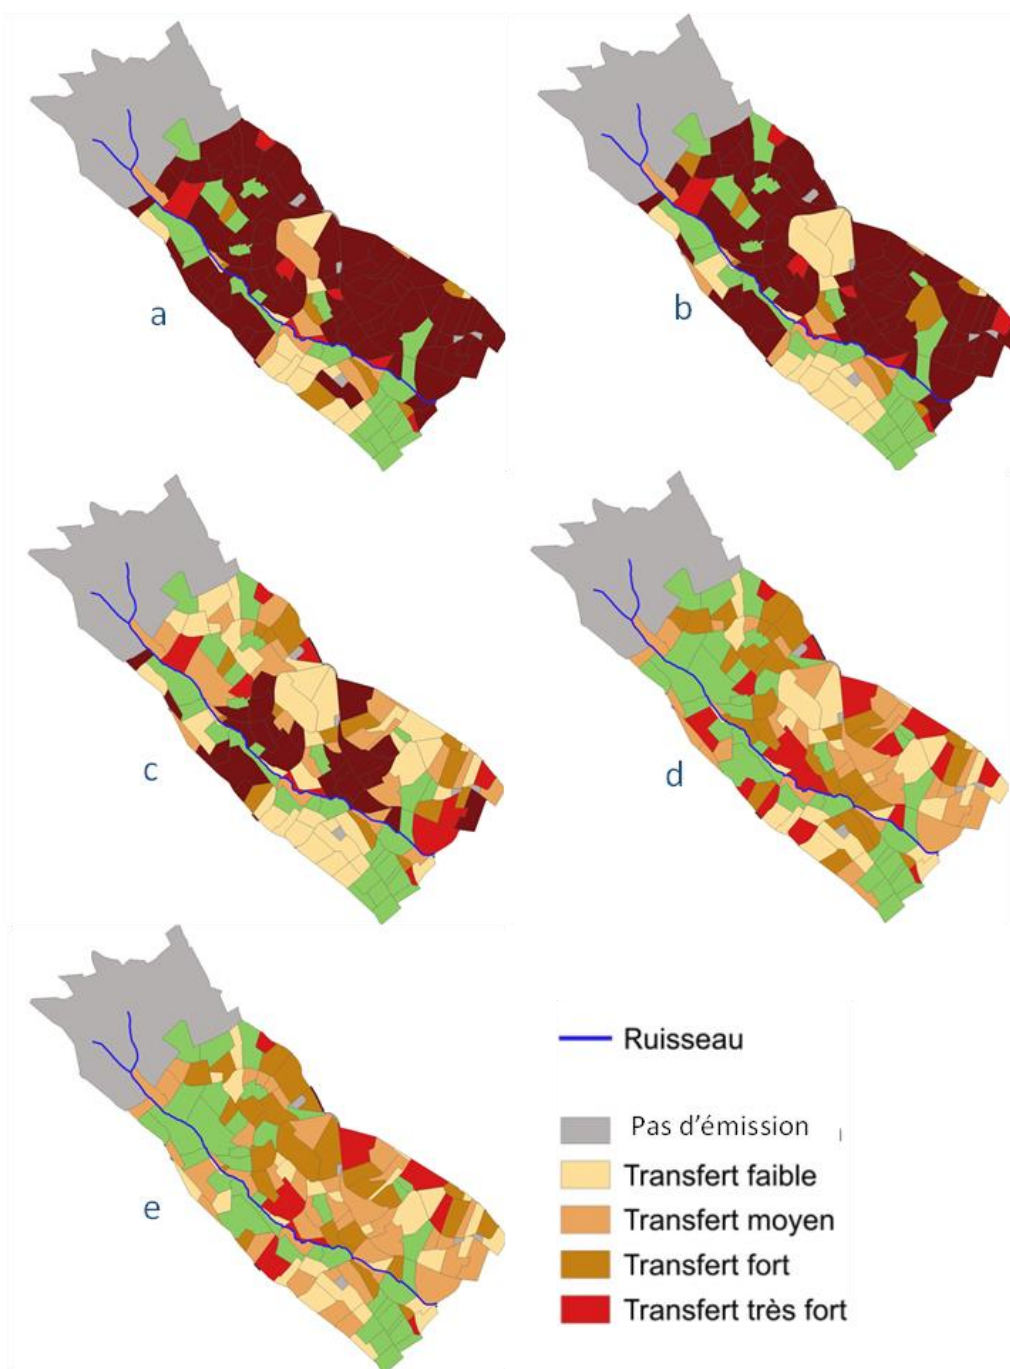 a
b
c
d
e
Ruisseau
Pas d'émission
Transfert faible
Transfert moyen
Transfert fort
Transfert très fort